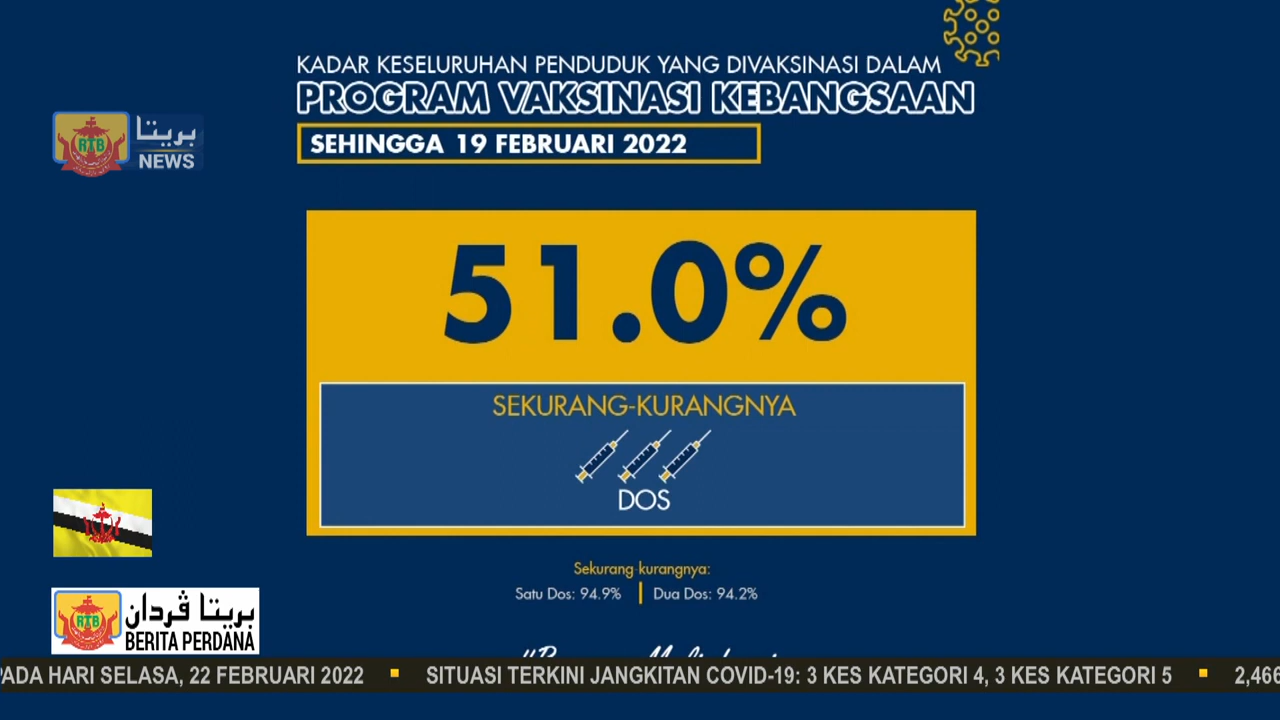 KADAR KESELURUHAN PENDUDUK YANG DIVAKSINASI DALAM
PROGRAM VAKSINASI KEBANGSAAN
SEHINGGA 19 FEBRUARI 2022
RTB بريتا
NEWS
51.0%
SEKURANG-KURANGNYA
DOS
Sekurang-kurangnya:
Satu Dos: 94.9% | Dua Dos: 94.2%
RTB بريتا ڤردان
BERITA PERDANA
PADA HARI SELASA, 22 FEBRUARI 2022 ▪ SITUASI TERKINI JANGKITAN COVID-19: 3 KES KATEGORI 4, 3 KES KATEGORI 5 ▪ 2,466